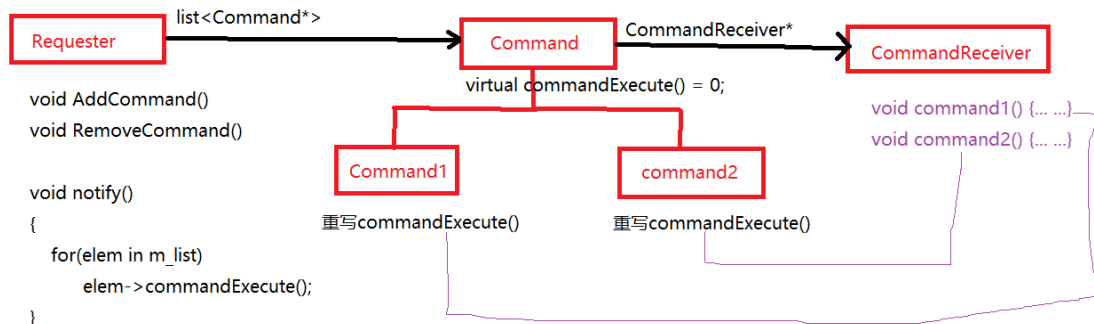 list<Command*>
Requester
Command
CommandReceiver*
CommandReceiver
virtual commandExecute() = 0;
void AddCommand()
void RemoveCommand()
void command1() {... ...}
void command2() {... ...}
Command1
command2
重写commandExecute()
重写commandExecute()
void notify()
{
for(elem in m_list)
elem->commandExecute();
}